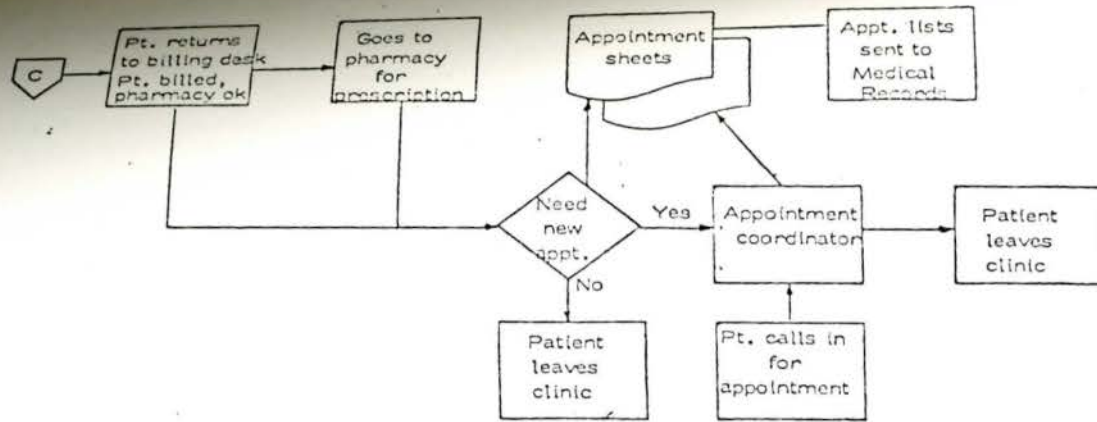 C
Pt. returns
to billing desk
Pt. billed,
pharmacy ok
Goes to
pharmacy
for
prescription
Appointment
sheets
Appt. lists
sent to
Medical
Records
Need
new
appt.
Yes
No
Appointment
coordinator
Patient
leaves
clinic
Patient
leaves
clinic
Pt. calls in
for
appointment